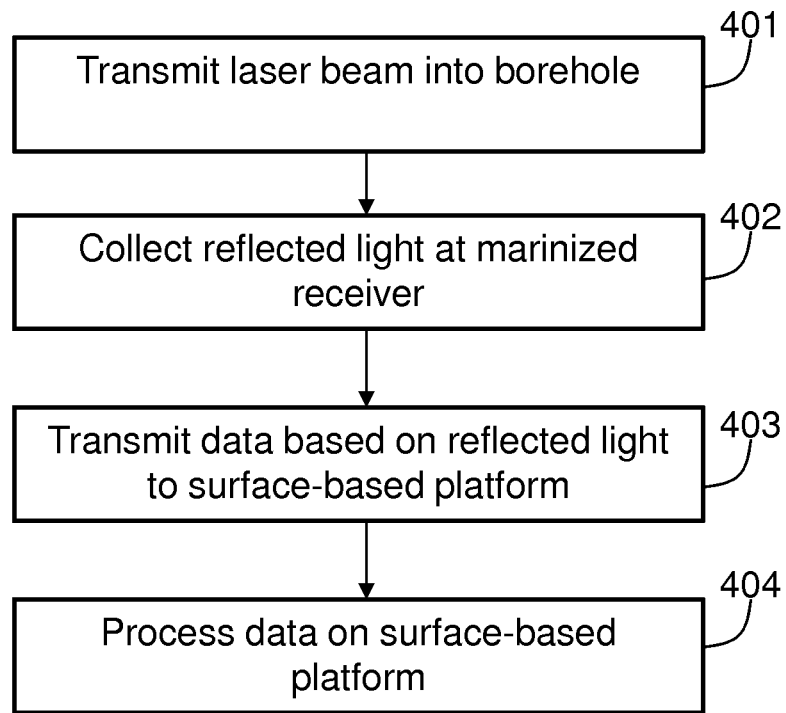 401
Transmit laser beam into borehole
402
Collect reflected light at marinized
receiver
403
Transmit data based on reflected light
to surface-based platform
404
Process data on surface-based
platform